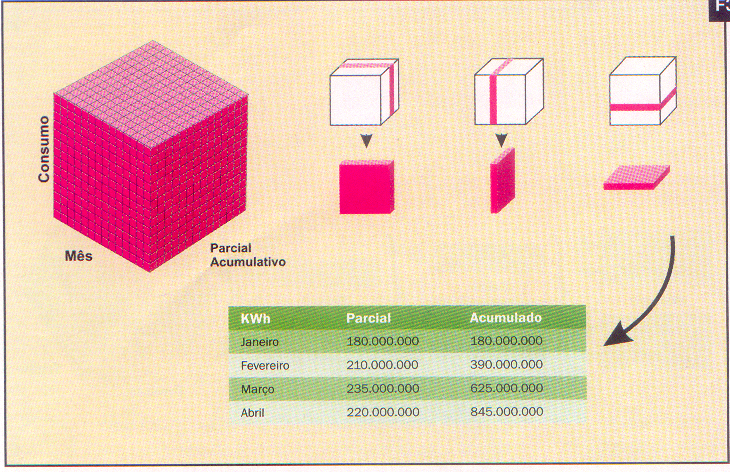 Consumo
Mês
Parcial
Acumulativo
KWh Parcial Acumulado
Janeiro 180.000.000 180.000.000
Fevereiro 210.000.000 390.000.000
Março 235.000.000 625.000.000
Abril 220.000.000 845.000.000